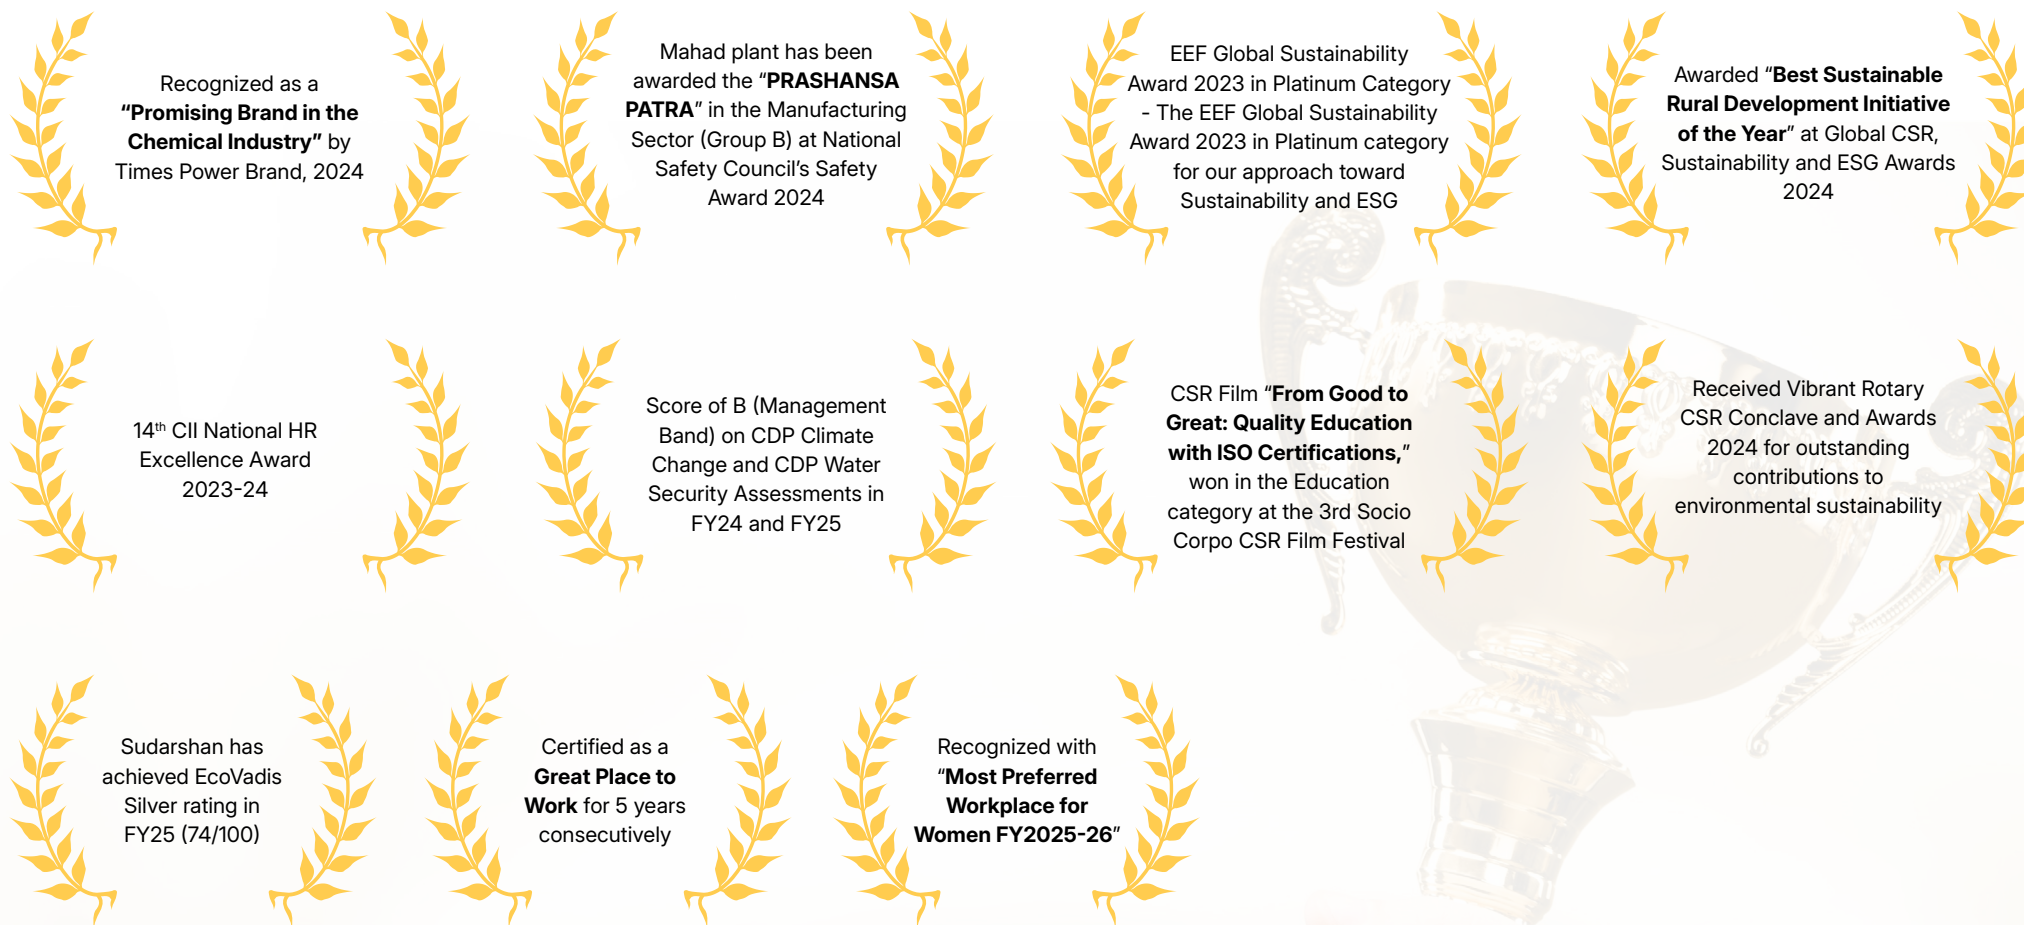 Recognized as a
“Promising Brand in the
Chemical Industry” by
Times Power Brand, 2024
Mahad plant has been
awarded the “PRASHANSA
PATRA” in the Manufacturing
Sector (Group B) at National
Safety Council’s Safety
Award 2024
EEF Global Sustainability
Award 2023 in Platinum Category
- The EEF Global Sustainability
Award 2023 in Platinum category
for our approach toward
Sustainability and ESG
Awarded “Best Sustainable
Rural Development Initiative
of the Year” at Global CSR,
Sustainability and ESG Awards
2024
14th CII National HR
Excellence Award
2023-24
Score of B (Management
Band) on CDP Climate
Change and CDP Water
Security Assessments in
FY24 and FY25
CSR Film “From Good to
Great: Quality Education
with ISO Certifications,”
won in the Education
category at the 3rd Socio
Corpo CSR Film Festival
Received Vibrant Rotary
CSR Conclave and Awards
2024 for outstanding
contributions to
environmental sustainability
Sudarshan has
achieved EcoVadis
Silver rating in
FY25 (74/100)
Certified as a
Great Place to
Work for 5 years
consecutively
Recognized with
“Most Preferred
Workplace for
Women FY2025-26”